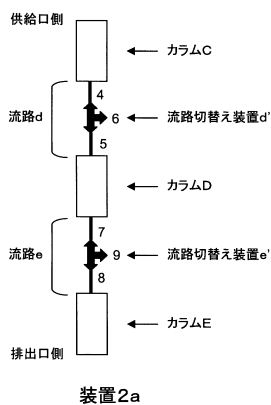 供給口側
カラムC
4
流路d
6
流路切替え装置d'
5
カラムD
7
流路e
9
流路切替え装置e'
8
カラムE
排出口側
装置2a